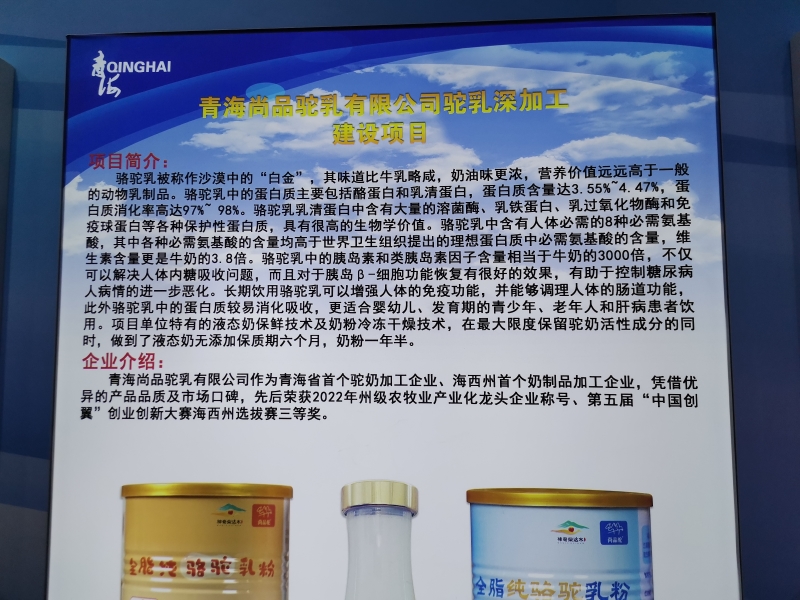 青海 QINGHAI
青海尚品驼乳有限公司驼乳深加工
建设项目
项目简介：
骆驼乳被称作沙漠中的“白金”，其味道比牛乳略咸，奶油味更浓，营养价值远远高于一般
的动物乳制品。骆驼乳中的蛋白质主要包括酪蛋白和乳清蛋白，蛋白质含量达3.55%~4.47%，蛋
白质消化率高达97%~ 98%。骆驼乳乳清蛋白中含有大量的溶菌酶、乳铁蛋白、乳过氧化物酶和免
疫球蛋白等各种保护性蛋白质，具有很高的生物学价值。骆驼乳中含有人体必需的8种必需氨基
酸，其中各种必需氨基酸的含量均高于世界卫生组织提出的理想蛋白质中必需氨基酸的含量，维
生素含量更是牛奶的3.8倍。骆驼乳中的胰岛素和类胰岛素因子含量相当于牛奶的3000倍，不仅
可以解决人体内糖吸收问题，而且对于胰岛β-细胞功能恢复有很好的效果，有助于控制糖尿病
人病情的进一步恶化。长期饮用骆驼乳可以增强人体的免疫功能，并能够调理人体的肠道功能，
此外骆驼乳中的蛋白质较易消化吸收，更适合婴幼儿、发育期的青少年、老年人和肝病患者饮
用。项目单位特有的液态奶保鲜技术及奶粉冷冻干燥技术，在最大限度保留驼奶活性成分的同
时，做到了液态奶无添加保质期六个月，奶粉一年半。
企业介绍：
青海尚品驼乳有限公司作为青海省首个驼奶加工企业、海西州首个奶制品加工企业，凭借优
异的产品品质及市场口碑，先后荣获2022年州级农牧业产业化龙头企业称号、第五届“中国创
翼”创业创新大赛海西州选拔赛三等奖。
全脂纯骆驼乳粉
全脂纯骆驼乳粉